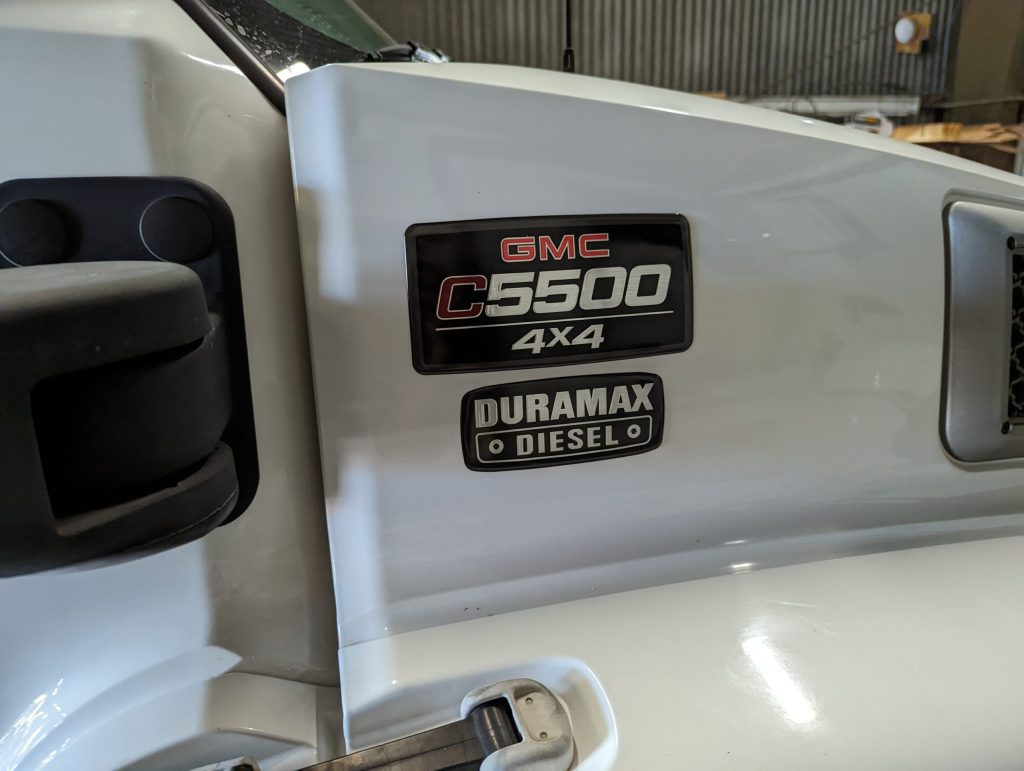 GMC
C5500
4X4
DURAMAX
DIESEL